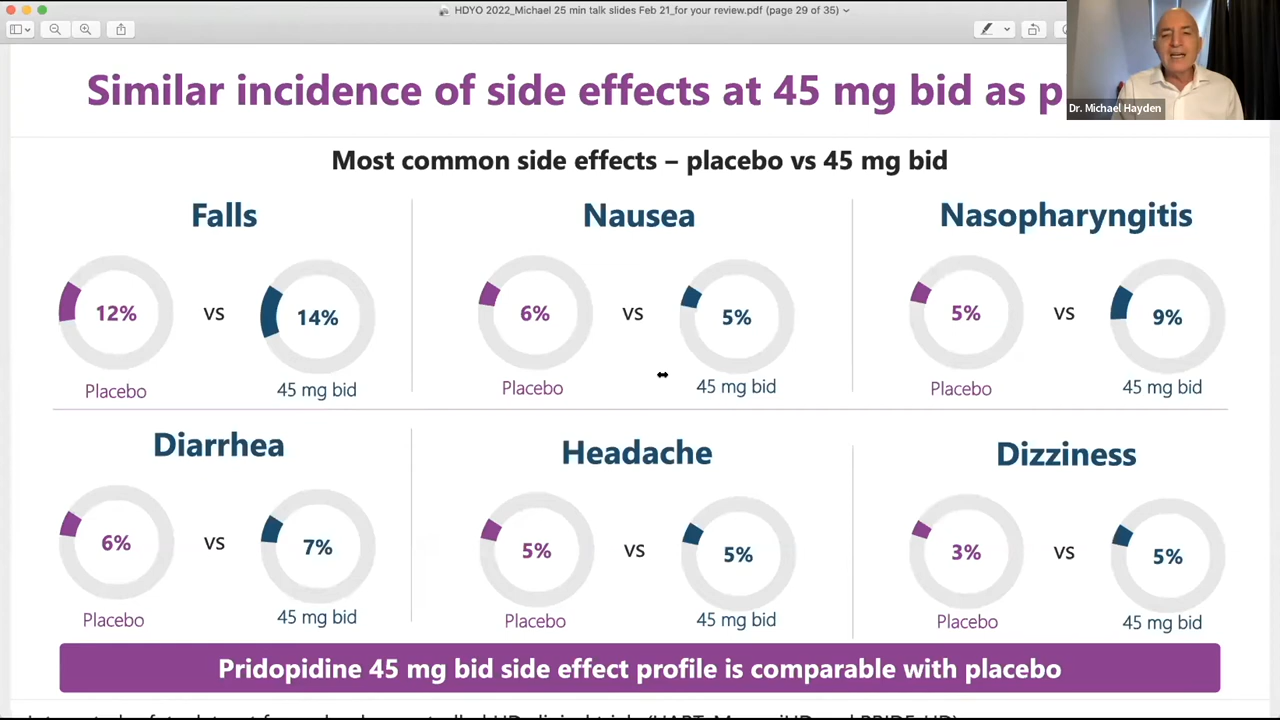 HDYO 2022_Michael 25 min talk slides Feb 21_for your review.pdf (page 29 of 35)
Dr. Michael Hayden
Similar incidence of side effects at 45 mg bid as p
Most common side effects – placebo vs 45 mg bid
Falls
12%
vs
14%
Placebo
45 mg bid
Nausea
6%
vs
5%
Placebo
45 mg bid
Nasopharyngitis
5%
vs
9%
Placebo
45 mg bid
Diarrhea
6%
vs
7%
Placebo
45 mg bid
Headache
5%
vs
5%
Placebo
45 mg bid
Dizziness
3%
vs
5%
Placebo
45 mg bid
Pridopidine 45 mg bid side effect profile is comparable with placebo